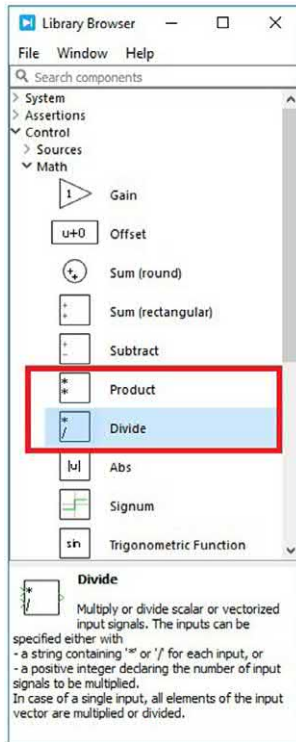 Library Browser
File Window Help
Search components
> System
> Assertions
Control
> Sources
Math
1 Gain
u+0 Offset
+ + Sum (round)
+ + Sum (rectangular)
+ − Subtract
* * Product
* / Divide
|u| Abs
Signum
sin Trigonometric Function
Divide
* /
Multiply or divide scalar or vectorized
input signals. The inputs can be
specified either with
- a string containing '*' or '/' for each input, or
- a positive integer declaring the number of input
signals to be multiplied.
In case of a single input, all elements of the input
vector are multiplied or divided.